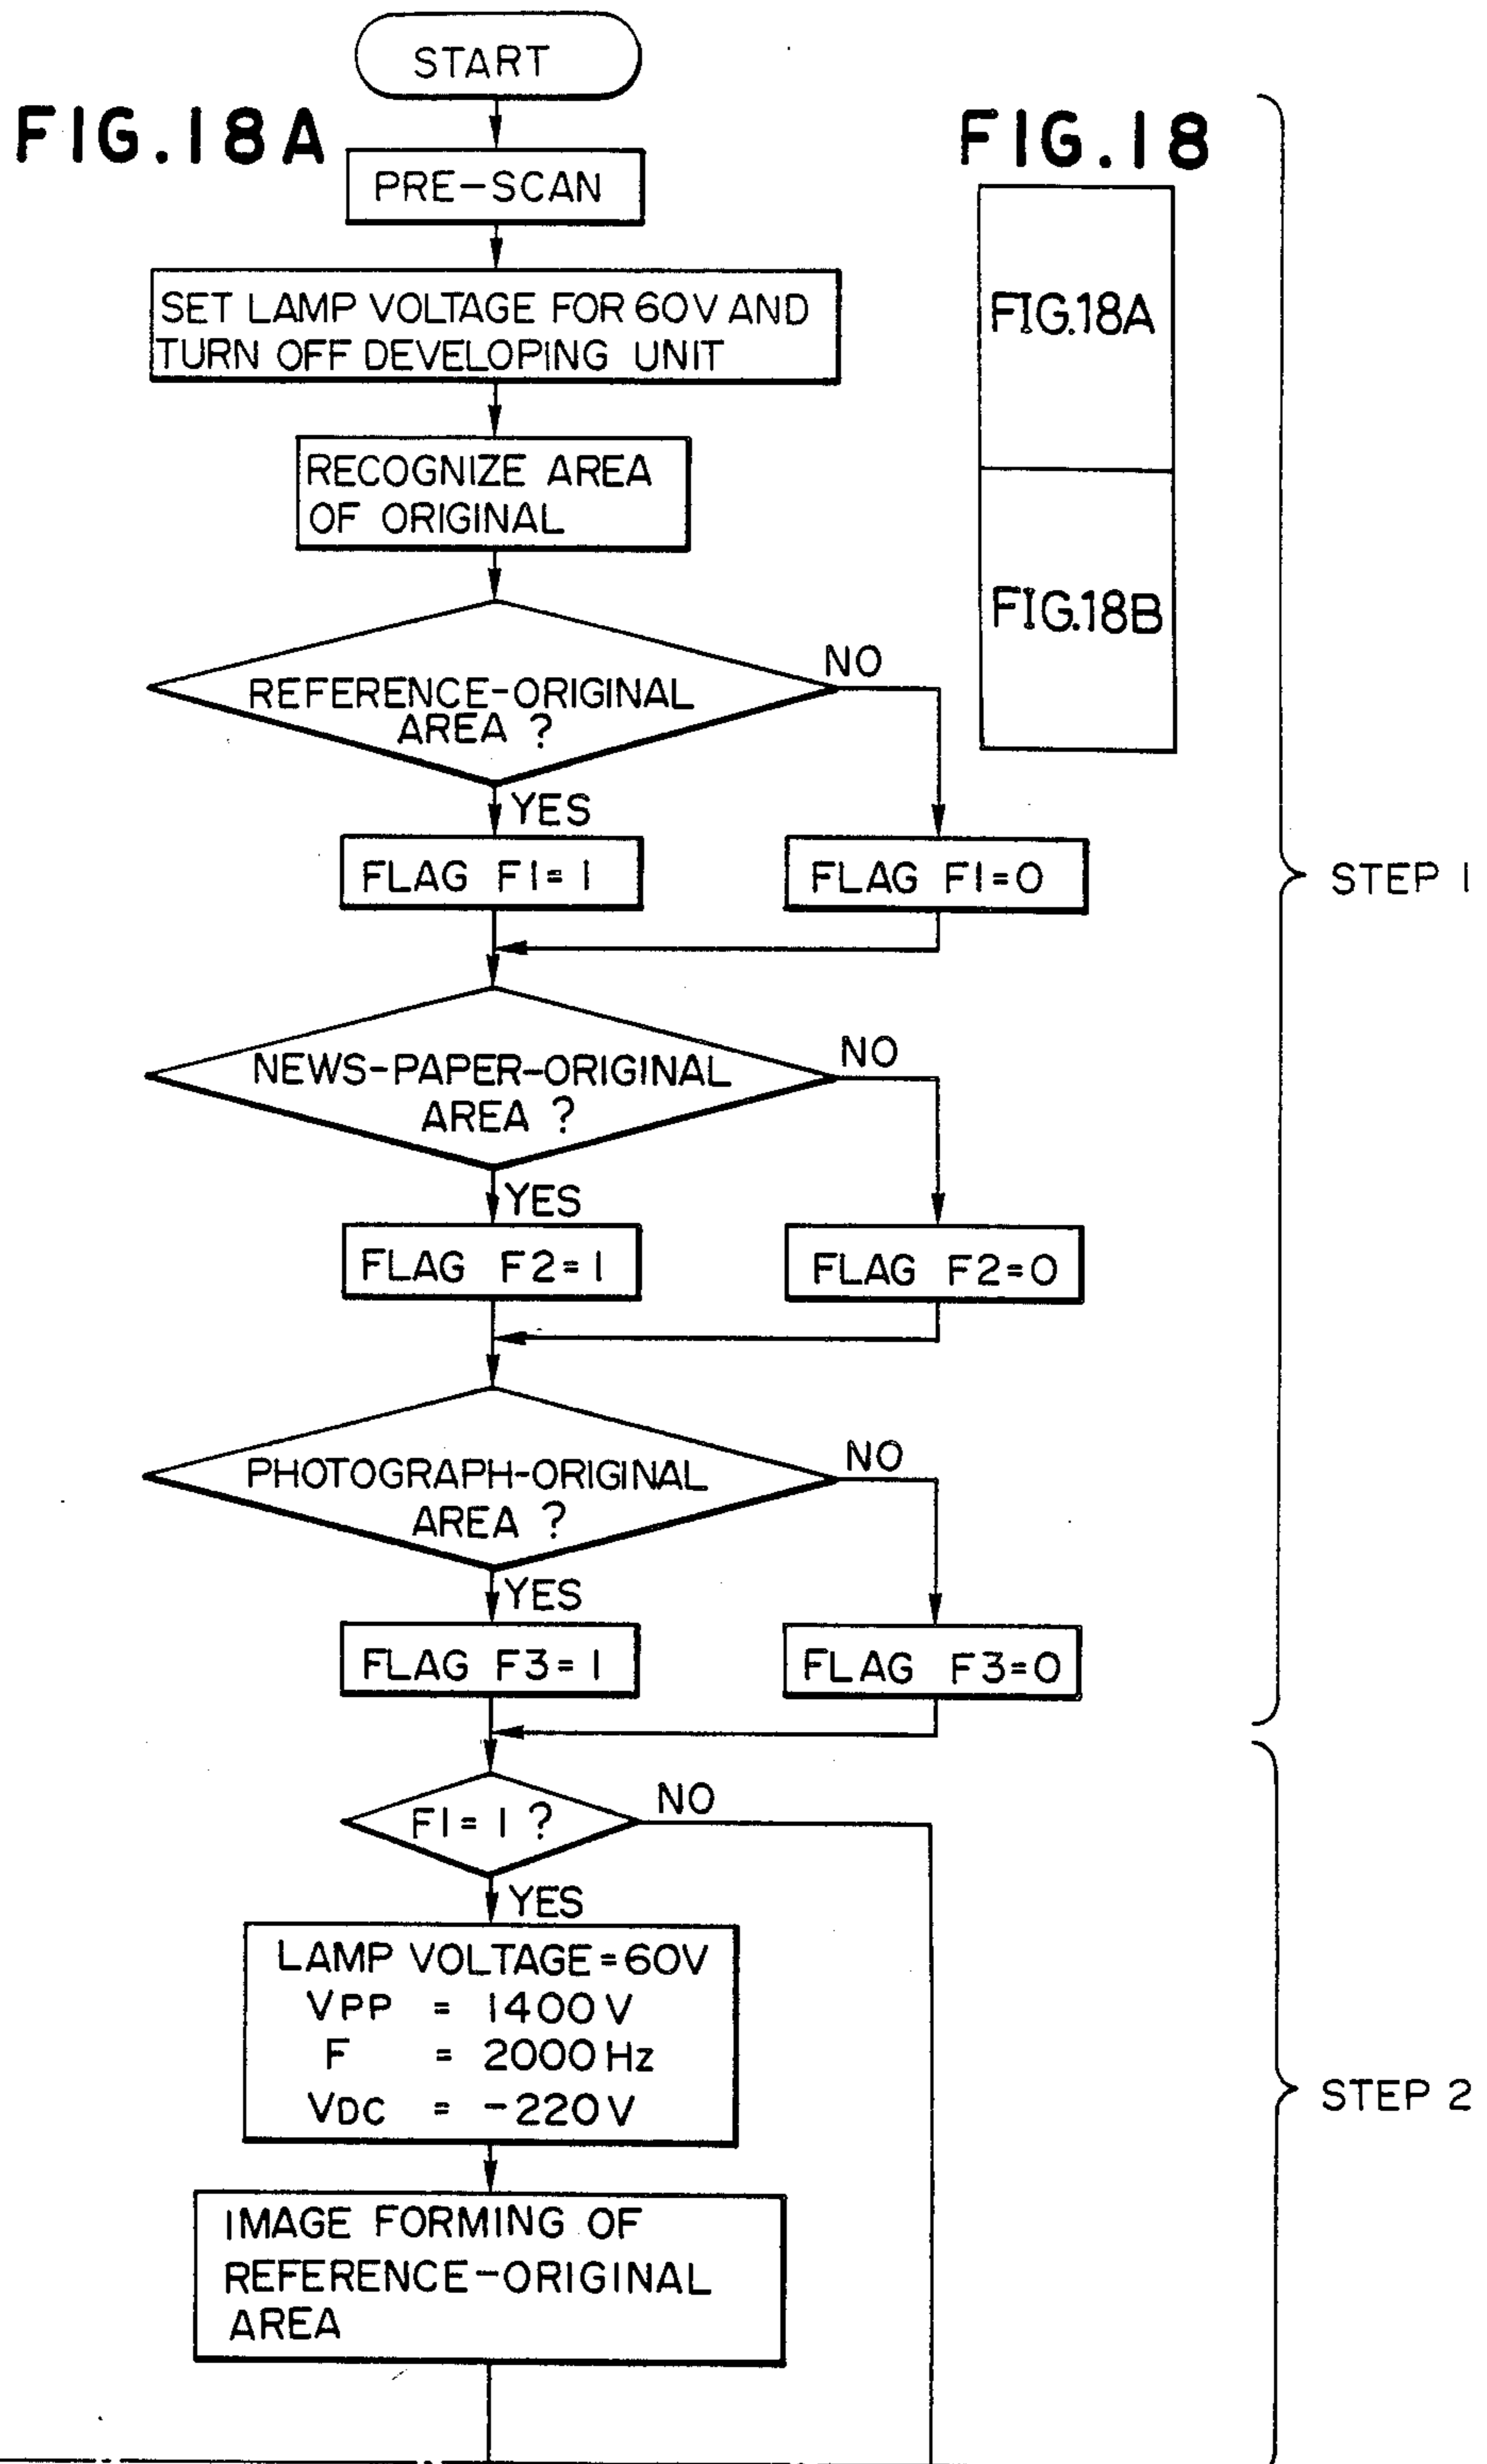 START
FIG.18A
FIG.18
PRE-SCAN
SET LAMP VOLTAGE FOR 60V AND
TURN OFF DEVELOPING UNIT
FIG.18A
RECOGNIZE AREA
OF ORIGINAL
FIG.18B
REFERENCE-ORIGINAL
AREA ?
NO
YES
FLAG F1=1
FLAG F1=0
STEP 1
NEWS-PAPER-ORIGINAL
AREA ?
NO
YES
FLAG F2=1
FLAG F2=0
PHOTOGRAPH-ORIGINAL
AREA ?
NO
YES
FLAG F3=1
FLAG F3=0
F1=1 ?
NO
YES
LAMP VOLTAGE=60V
VPP = 1400V
F = 2000Hz
VDC = -220V
STEP 2
IMAGE FORMING OF
REFERENCE-ORIGINAL
AREA